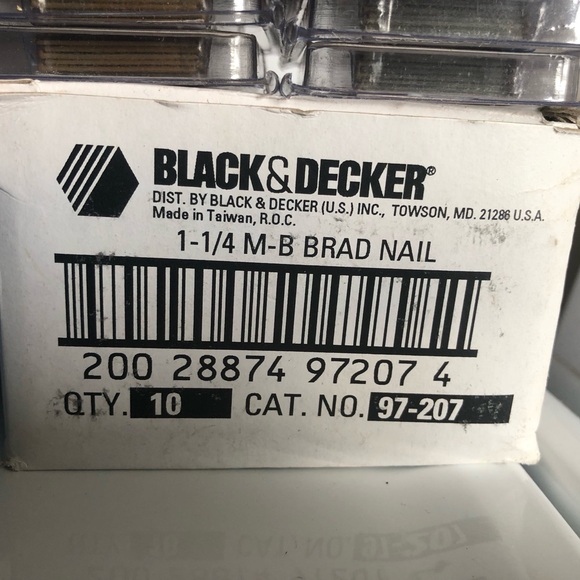 BLACK&DECKER®
DIST. BY BLACK & DECKER (U.S.) INC., TOWSON, MD. 21286 U.S.A.
Made in Taiwan, R.O.C.
1-1/4 M-B BRAD NAIL
200 28874 97207 4
QTY. 10 CAT. NO. 97-207